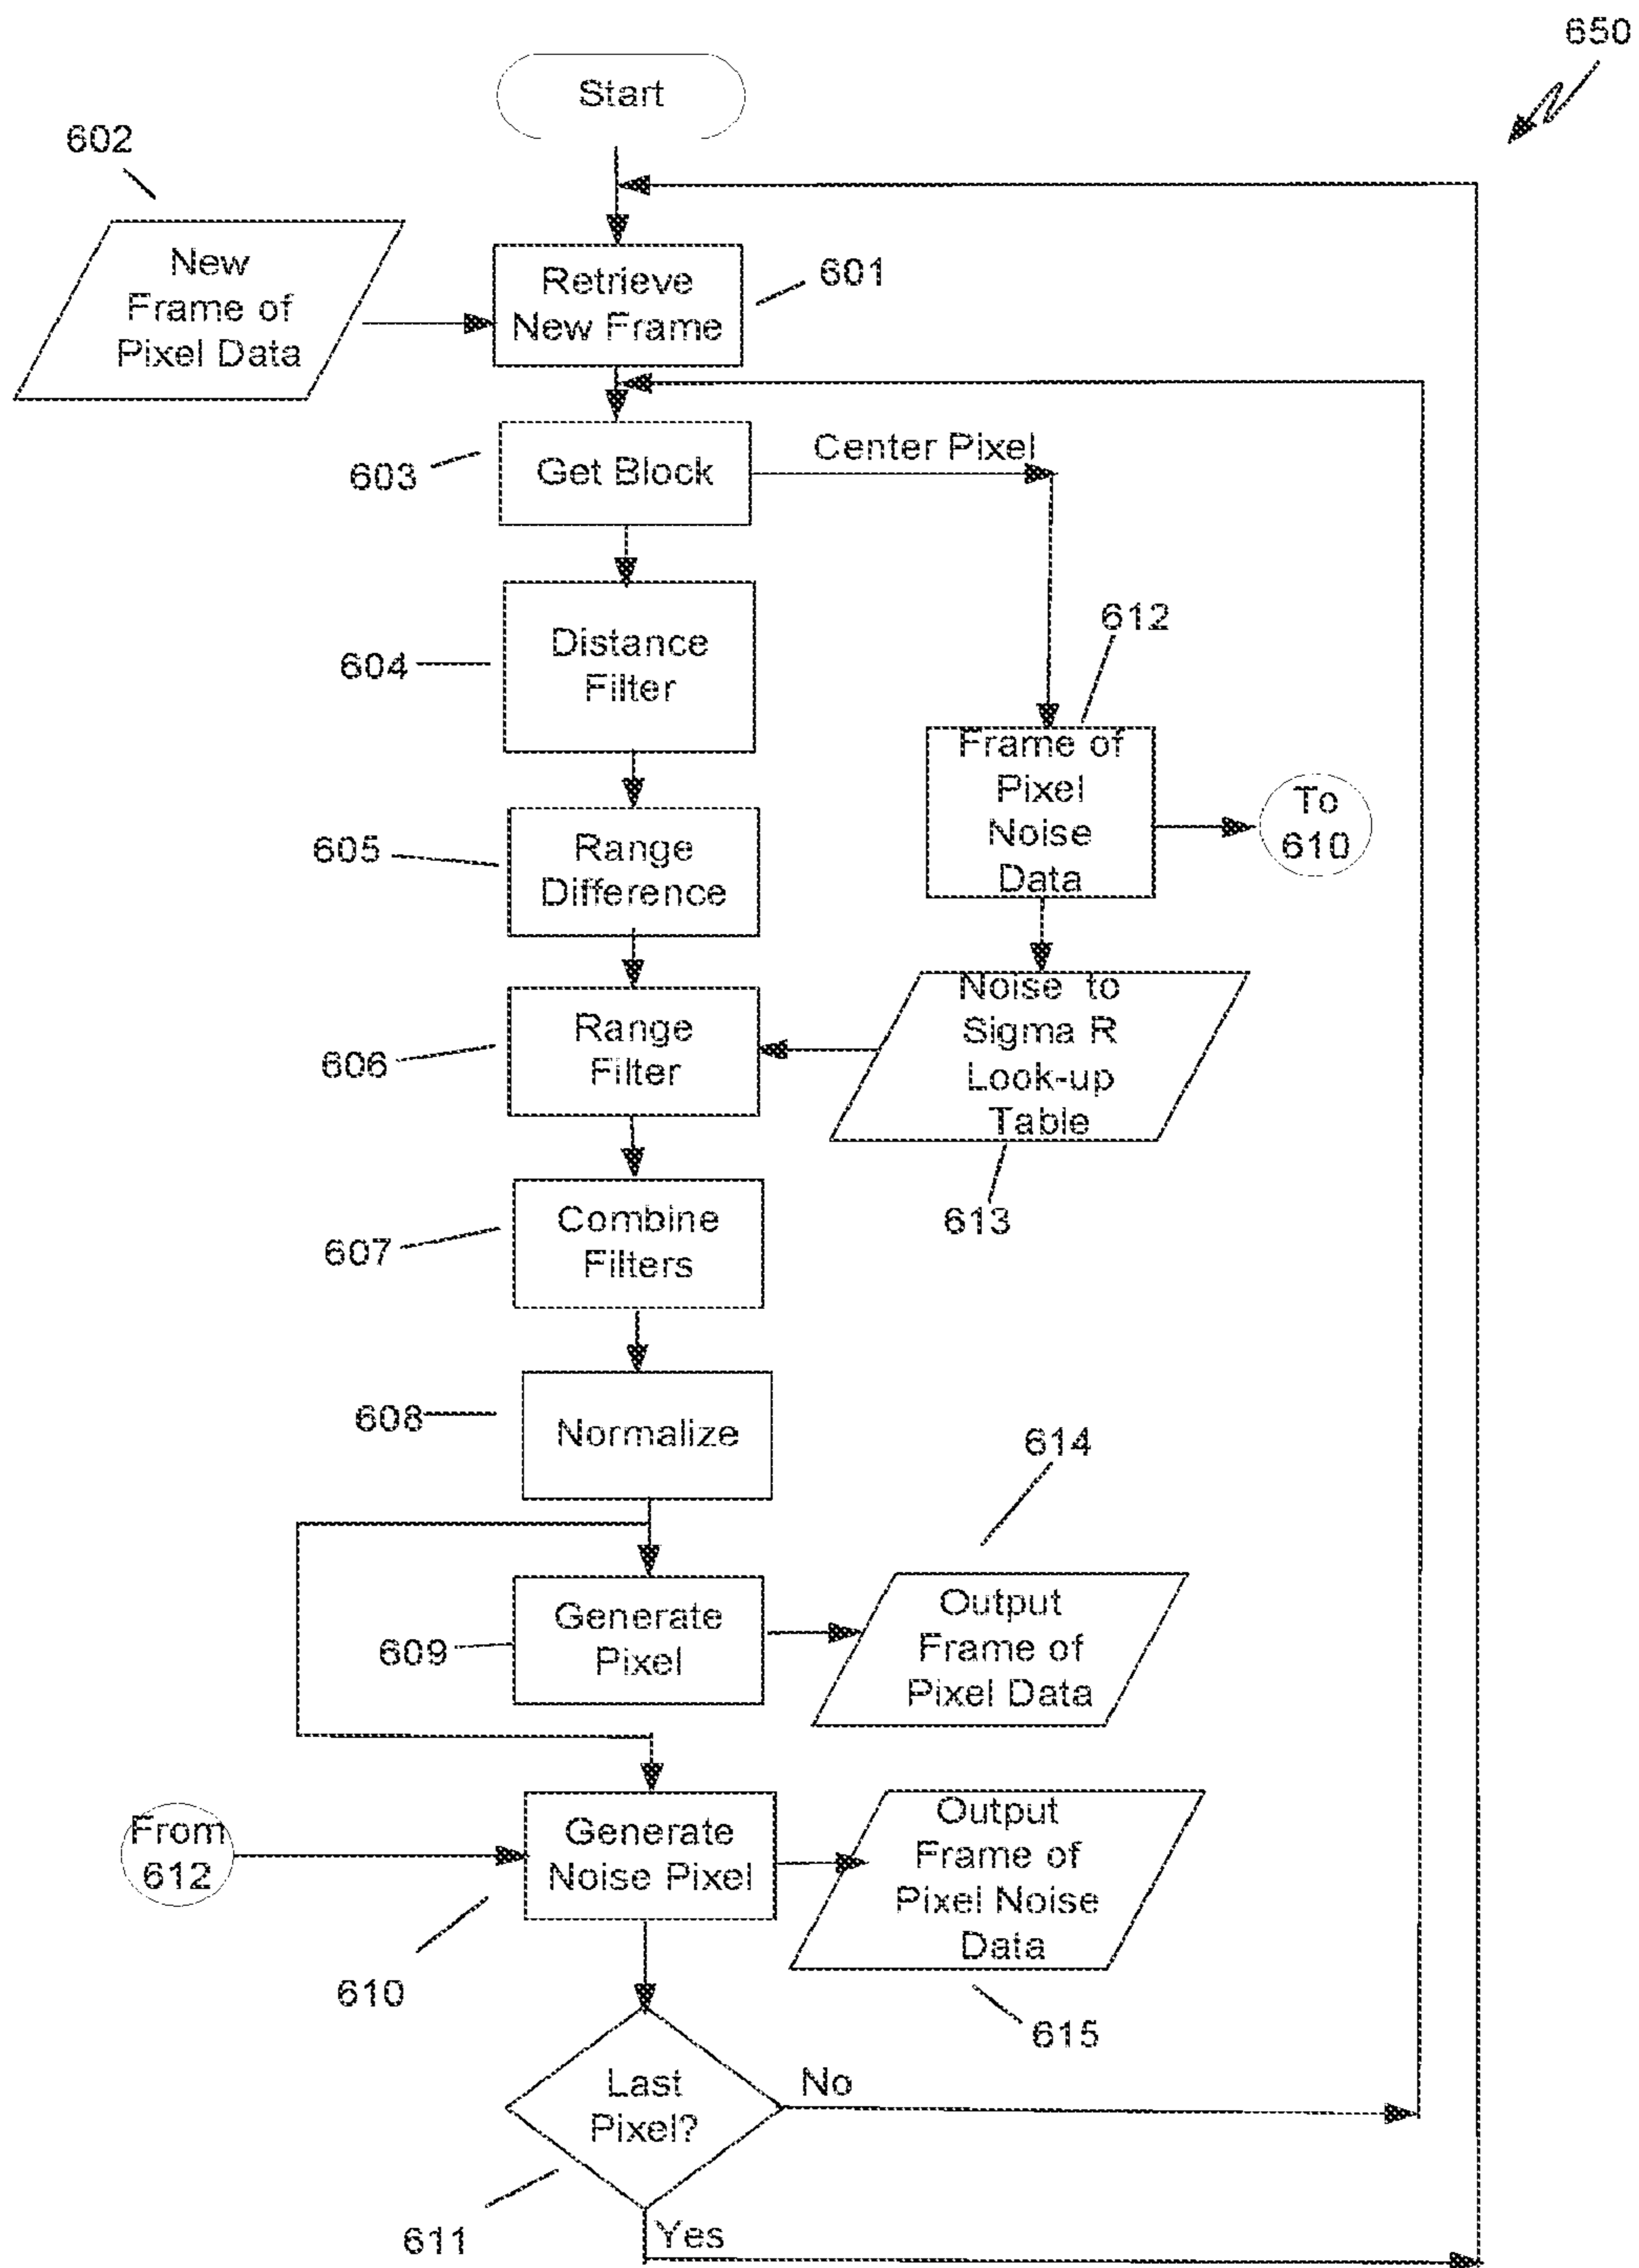 650
Start
602
New
Frame of
Pixel Data
Retrieve
New Frame
601
603
Get Block
Center Pixel
604
Distance
Filter
612
Frame of
Pixel
Noise
Data
To
610
605
Range
Difference
606
Range
Filter
Noise to
Sigma R
Look-up
Table
613
607
Combine
Filters
608
Normalize
614
609
Generate
Pixel
Output
Frame of
Pixel Data
From
612
Generate
Noise Pixel
Output
Frame of
Pixel Noise
Data
610
615
Last
Pixel?
No
611
Yes